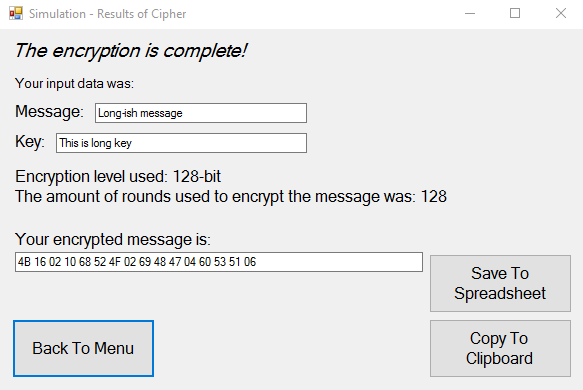 Simulation - Results of Cipher
The encryption is complete!
Your input data was:
Message: Long-ish message
Key: This is long key
Encryption level used: 128-bit
The amount of rounds used to encrypt the message was: 128
Your encrypted message is:
4B 16 02 10 68 52 4F 02 69 48 47 04 60 53 51 06
Save To
Spreadsheet
Back To Menu
Copy To
Clipboard